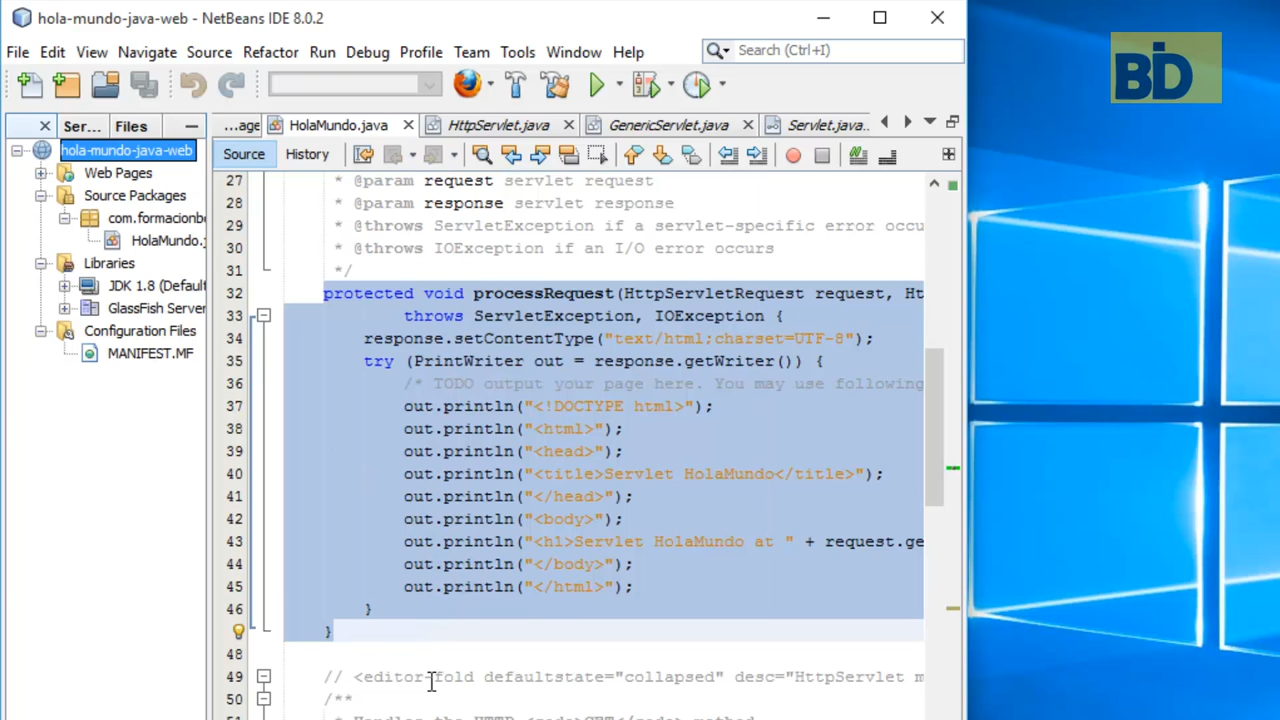 hola-mundo-java-web - NetBeans IDE 8.0.2
File Edit View Navigate Source Refactor Run Debug Profile Team Tools Window Help
Search (Ctrl+I)
BID
Ser... Files
...age HolaMundo.java HttpServlet.java GenericServlet.java Servlet.java...
hola-mundo-java-web
Web Pages
Source Packages
com.formacionb
HolaMundo.j
Libraries
JDK 1.8 (Defaul
GlassFish Server
Configuration Files
MANIFEST.MF
Source History
27 * @param request servlet request
28 * @param response servlet response
29 * @throws ServletException if a servlet-specific error occu
30 * @throws IOException if an I/O error occurs
31 */
32 protected void processRequest(HttpServletRequest request, Ht
33 throws ServletException, IOException {
34 response.setContentType("text/html;charset=UTF-8");
35 try (PrintWriter out = response.getWriter()) {
36 /* TODO output your page here. You may use following
37 out.println("<!DOCTYPE html>");
38 out.println("<html>");
39 out.println("<head>");
40 out.println("<title>Servlet HolaMundo</title>");
41 out.println("</head>");
42 out.println("<body>");
43 out.println("<h1>Servlet HolaMundo at " + request.ge
44 out.println("</body>");
45 out.println("</html>");
46 }
}
48
49 // <editor-fold defaultstate="collapsed" desc="HttpServlet m
50 /**
* Handles the HTTP <code>GET</code> method